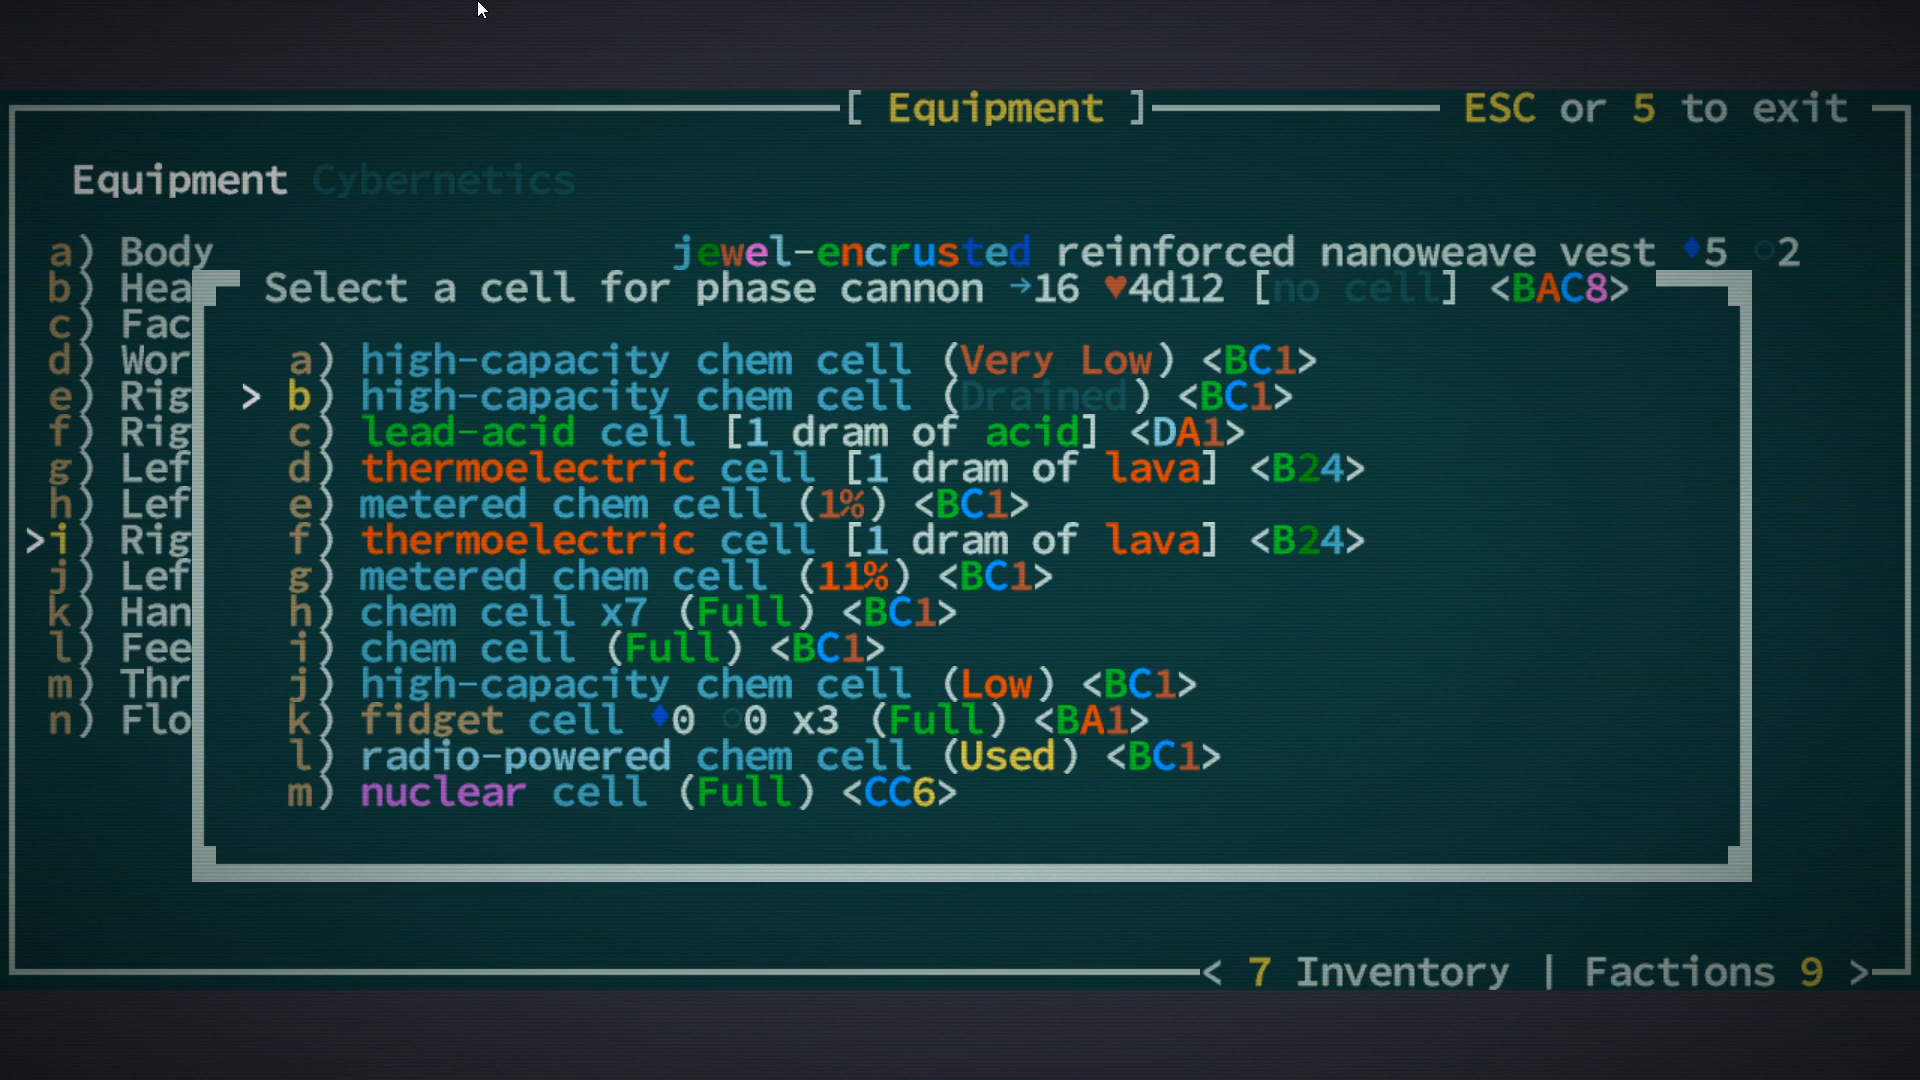 [ Equipment ] ESC or 5 to exit
Equipment Cybernetics
a) Body jewel-encrusted reinforced nanoweave vest ♦5 ○2
b) Hea
Select a cell for phase cannon →16 ♥4d12 [no cell] <BAC8>
c) Fac
d) Wor
a) high-capacity chem cell (Very Low) <BC1>
e) Rig
> b) high-capacity chem cell (Drained) <BC1>
f) Rig
c) lead-acid cell [1 dram of acid] <DA1>
g) Lef
d) thermoelectric cell [1 dram of lava] <B24>
h) Lef
e) metered chem cell (1%) <BC1>
>i) Rig
f) thermoelectric cell [1 dram of lava] <B24>
j) Lef
g) metered chem cell (11%) <BC1>
k) Han
h) chem cell x7 (Full) <BC1>
l) Fee
i) chem cell (Full) <BC1>
m) Thr
j) high-capacity chem cell (Low) <BC1>
n) Flo
k) fidget cell ♦0 ○0 x3 (Full) <BA1>
l) radio-powered chem cell (Used) <BC1>
m) nuclear cell (Full) <CC6>
< 7 Inventory | Factions 9 >